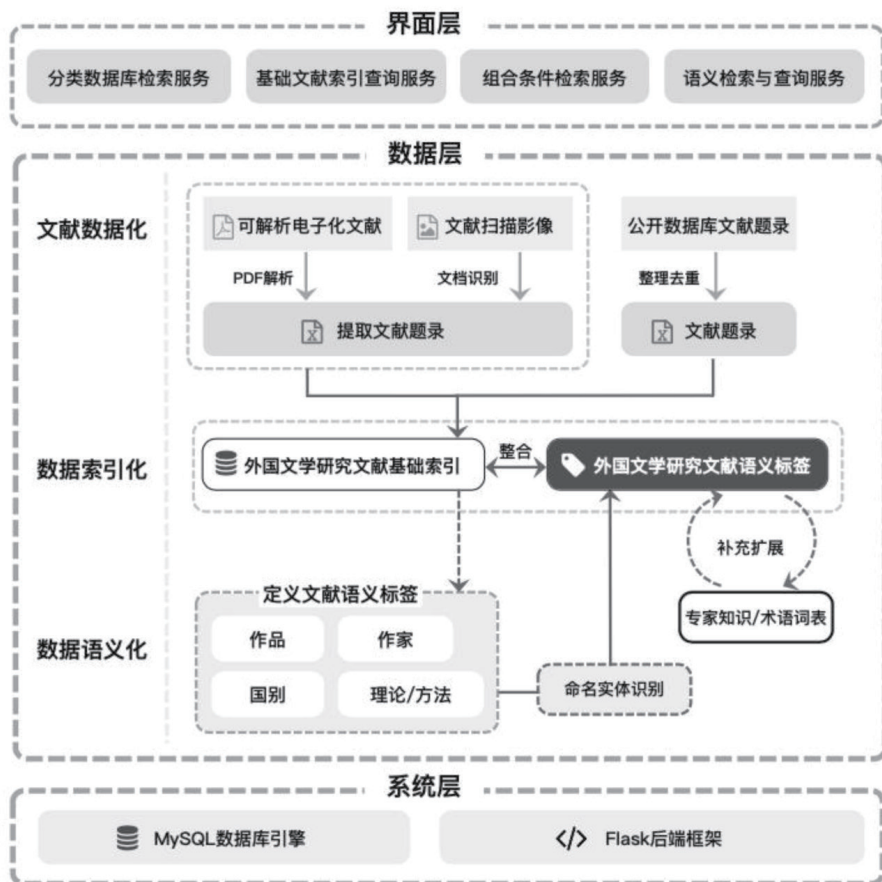 界面层
分类数据库检索服务
基础文献索引查询服务
组合条件检索服务
语义检索与查询服务
数据层
文献数据化
可解析电子化文献
文献扫描影像
公开数据库文献题录
PDF解析
文档识别
整理去重
提取文献题录
文献题录
数据索引化
外国文学研究文献基础索引
整合
外国文学研究文献语义标签
补充扩展
专家知识/术语词表
数据语义化
定义文献语义标签
作品
作家
国别
理论/方法
命名实体识别
系统层
MySQL数据库引擎
</> Flask后端框架